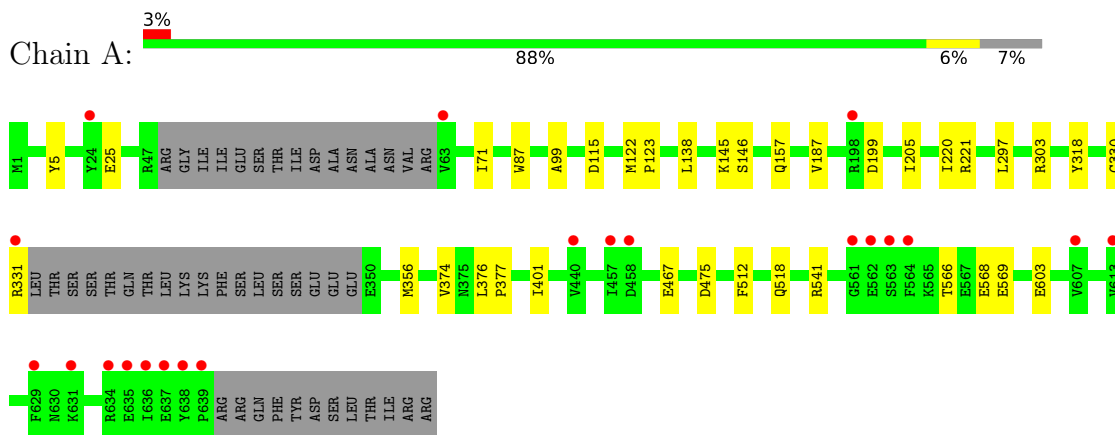 Chain A:
3%
88% 6% 7%
M1 Y5 Y24 E25 R47 ARG GLY ILE ILE GLU SER THR ILE ASP ALA ASN ALA ASN VAL ARG V63 I71 W87 A99 D115 M122 P123 L138 K145 S146 Q157 V187 R198 D199 I205 I220 R221 L297 R303 Y318 C330
R331 LEU THR SER SER THR GLN THR LEU LYS LYS PHE SER LEU SER SER GLU GLU GLU E350 M356 V374 N375 L376 P377 I401 V440 I457 D458 E467 D475 F512 Q518 R541 G561 E562 S563 F564 K565 T566 E567 E568 E569 E603 V607 V613
F629 N630 K631 R634 E635 I636 E637 Y638 P639 ARG ARG GLN PHE TYR ASP SER LEU THR ILE ARG ARG